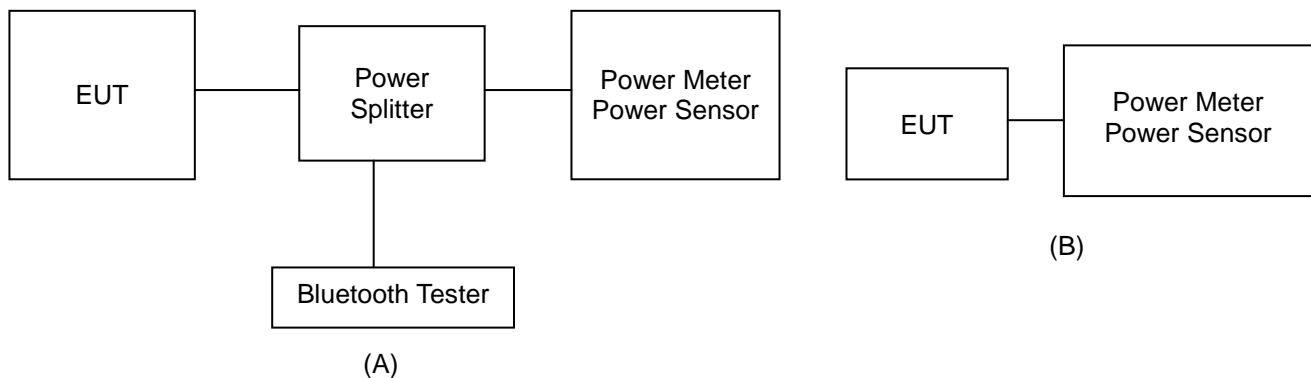 EUT
Power
Splitter
Power Meter
Power Sensor
Bluetooth Tester
(A)
EUT
Power Meter
Power Sensor
(B)